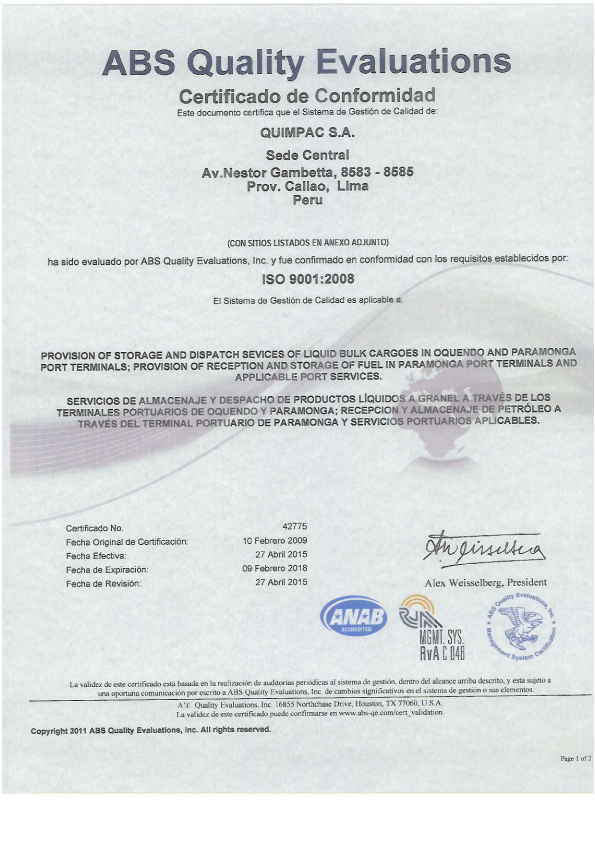 ABS Quality Evaluations
Certificado de Conformidad
Este documento certifica que el Sistema de Gestión de Calidad de:
QUIMPAC S.A.
Sede Central
Av.Nestor Gambetta, 8583 - 8585
Prov. Callao, Lima
Peru
(CON SITIOS LISTADOS EN ANEXO ADJUNTO)
ha sido evaluado por ABS Quality Evaluations, Inc. y fue confirmado en conformidad con los requisitos establecidos por:
ISO 9001:2008
El Sistema de Gestión de Calidad es aplicable a:
PROVISION OF STORAGE AND DISPATCH SEVICES OF LIQUID BULK CARGOES IN OQUENDO AND PARAMONGA
PORT TERMINALS; PROVISION OF RECEPTION AND STORAGE OF FUEL IN PARAMONGA PORT TERMINALS AND
APPLICABLE PORT SERVICES.
SERVICIOS DE ALMACENAJE Y DESPACHO DE PRODUCTOS LÍQUIDOS A GRANEL A TRAVÉS DE LOS
TERMINALES PORTUARIOS DE OQUENDO Y PARAMONGA; RECEPCION Y ALMACENAJE DE PETRÓLEO A
TRAVÉS DEL TERMINAL PORTUARIO DE PARAMONGA Y SERVICIOS PORTUARIOS APLICABLES.
Certificado No. 42775
Fecha Original de Certificación: 10 Febrero 2009
Fecha Efectiva: 27 Abril 2015
Fecha de Expiración: 09 Febrero 2018
Fecha de Revisión: 27 Abril 2015
Alex Weisselberg, President
ANAB
ACCREDITED
MGMT. SYS.
RvA C 046
ABS Quality Evaluations, Inc.
Management System Certification
La validez de este certificado está basada en la realización de auditorías periódicas al sistema de gestión, dentro del alcance arriba descrito, y esta sujeto a
una oportuna comunicación por escrito a ABS Quality Evaluations, Inc. de cambios significativos en el sistema de gestión o sus elementos.
Quality Evaluations, Inc. 16855 Northchase Drive, Houston, TX 77060, U.S.A.
La validez de este certificado puede confirmarse en www.abs-qe.com/cert_validation.
Copyright 2011 ABS Quality Evaluations, Inc. All rights reserved.
Page 1 of 2